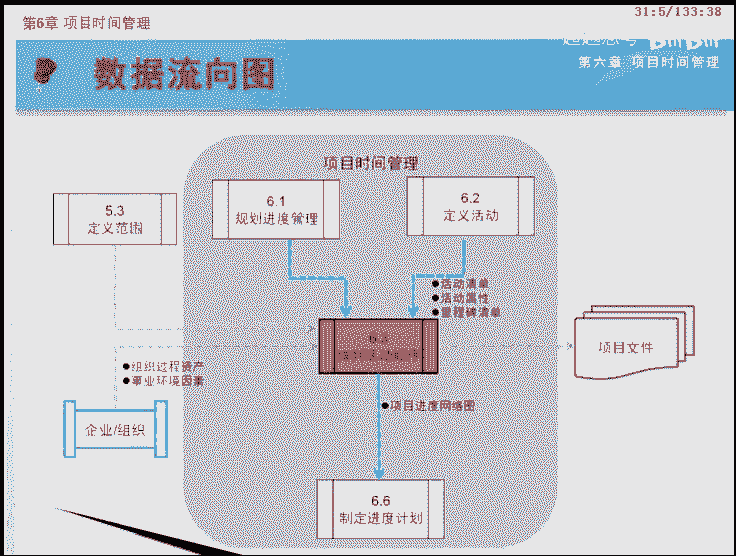 第6章 项目时间管理
31:5/133:38
数据流向图
第六章 项目时间管理
项目时间管理
5.3
定义范围
6.1
规划进度管理
6.2
定义活动
●活动清单
●活动属性
●里程碑清单
项目文件
●组织过程资产
●事业环境因素
企业/组织
●项目进度网络图
6.6
制定进度计划